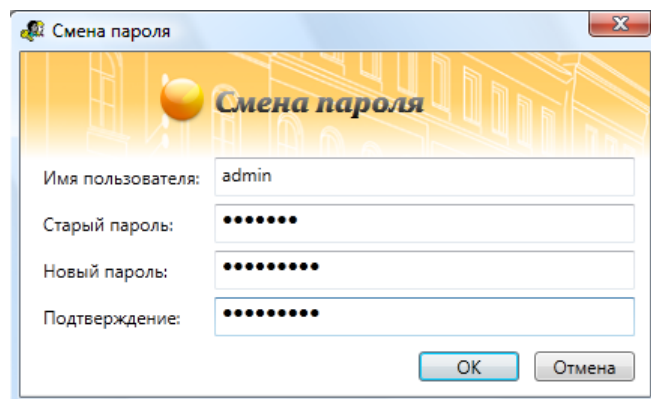 Смена пароля
Смена пароля
Имя пользователя: admin
Старый пароль: •••••••
Новый пароль: •••••••••
Подтверждение: •••••••••
OK Отмена